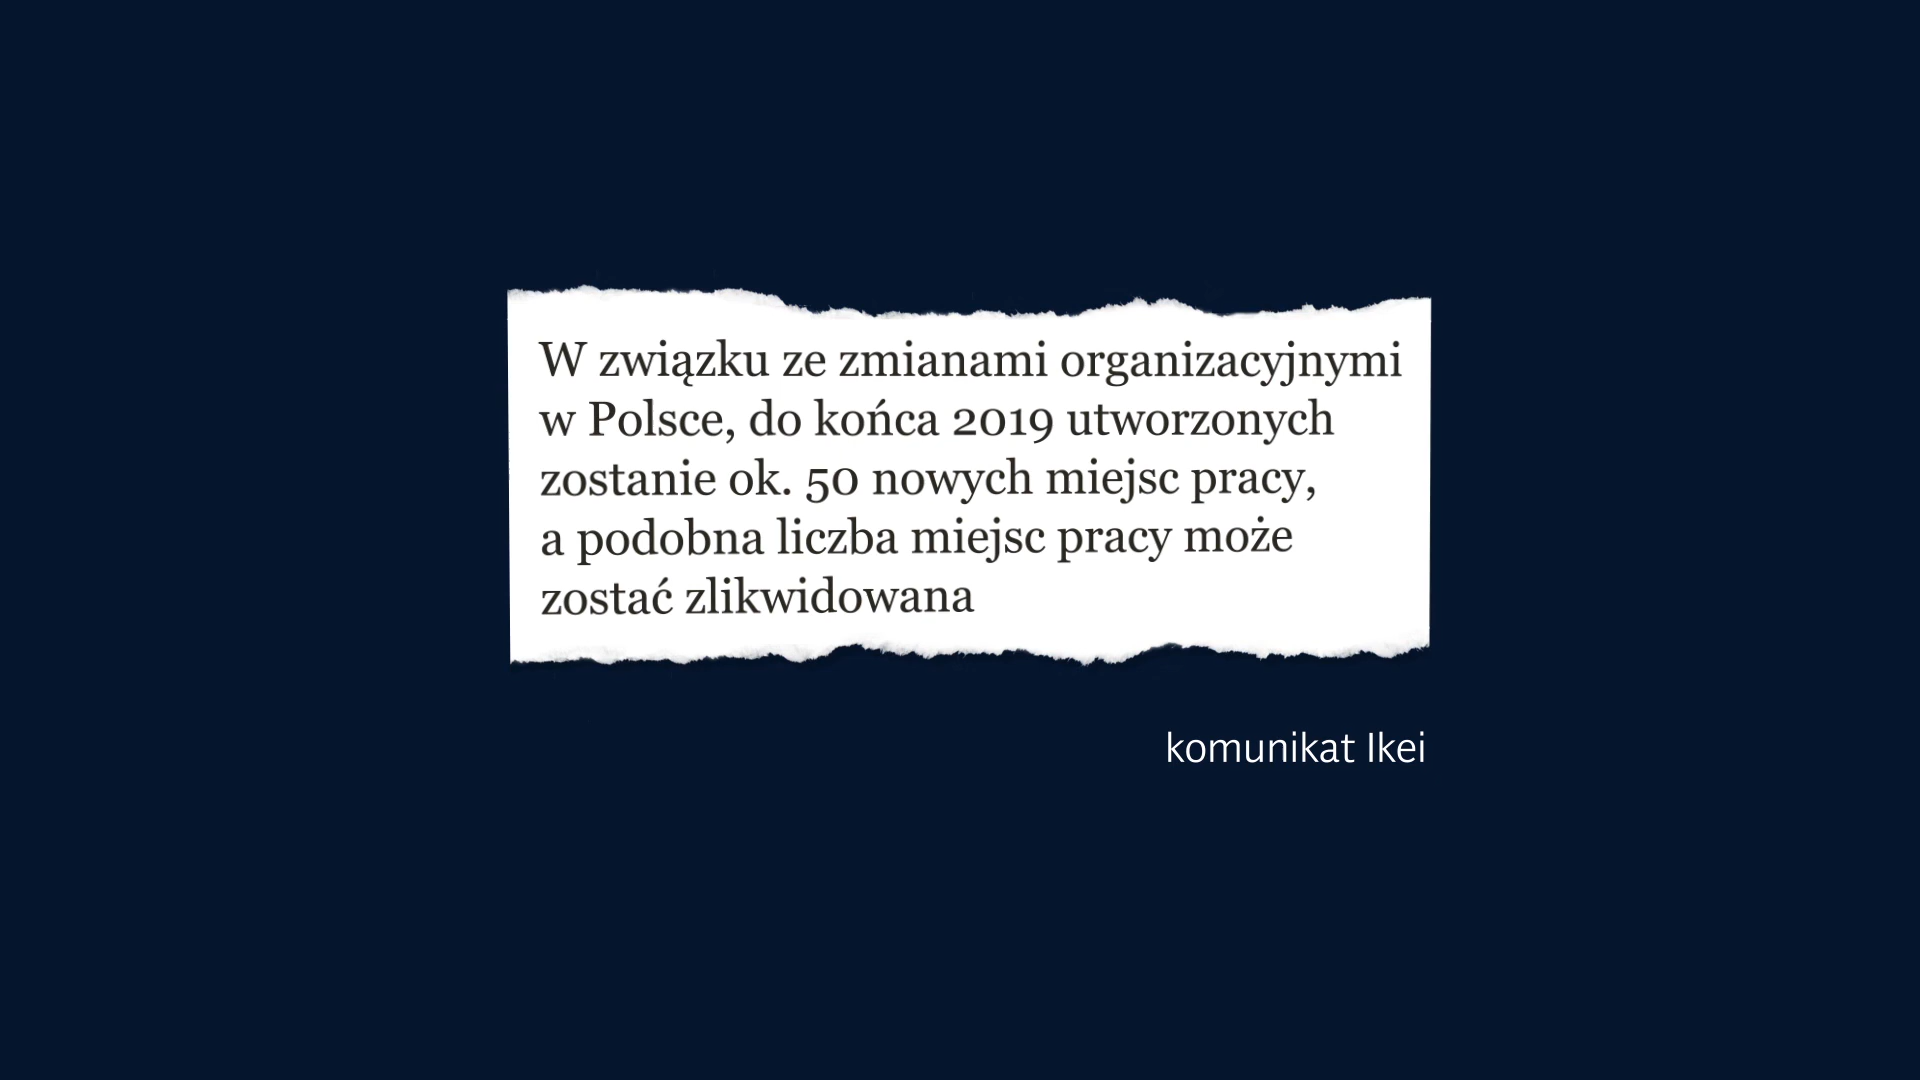 W związku ze zmianami organizacyjnymi
w Polsce, do końca 2019 utworzonych
zostanie ok. 50 nowych miejsc pracy,
a podobna liczba miejsc pracy może
zostać zlikwidowana
komunikat Ikei